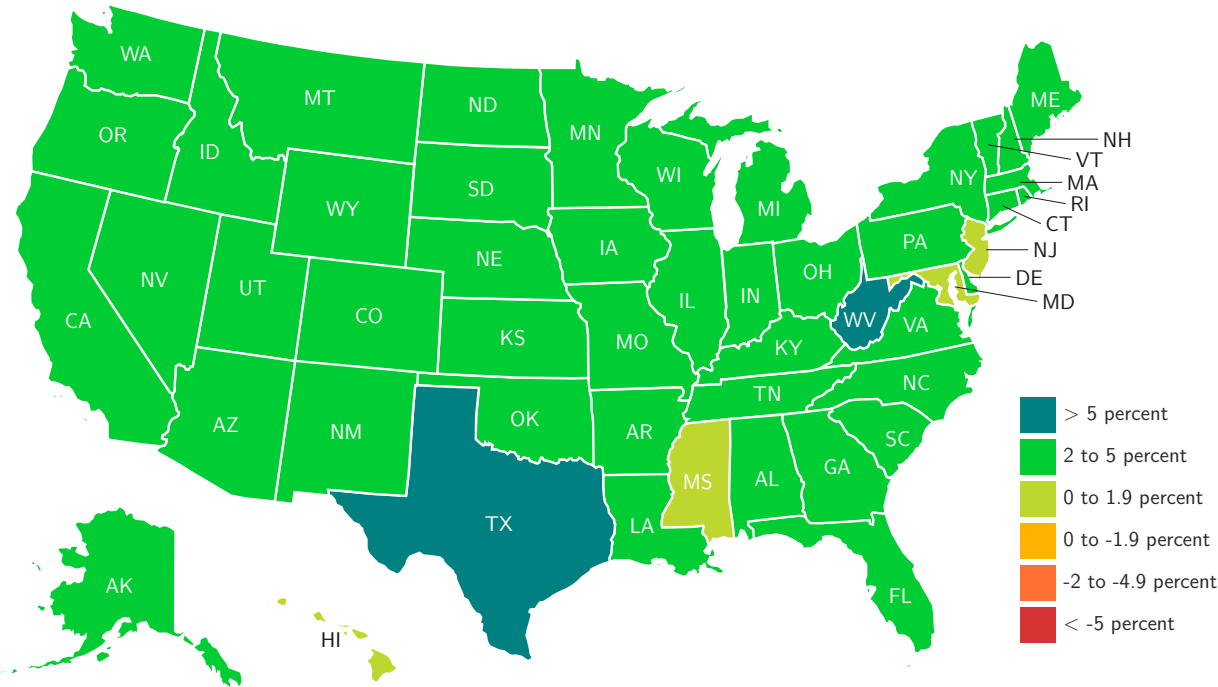 WA
MT
ND
MN
ME
OR
ID
NH
VT
WI
NY
MA
SD
RI
WY
MI
CT
IA
PA
NJ
NE
NV
UT
OH
DE
IL
IN
MD
CO
CA
WV
VA
KS
MO
KY
NC
TN
OK
AZ
NM
AR
SC
GA
AL
MS
TX
LA
AK
FL
HI
> 5 percent
2 to 5 percent
0 to 1.9 percent
0 to -1.9 percent
-2 to -4.9 percent
< -5 percent